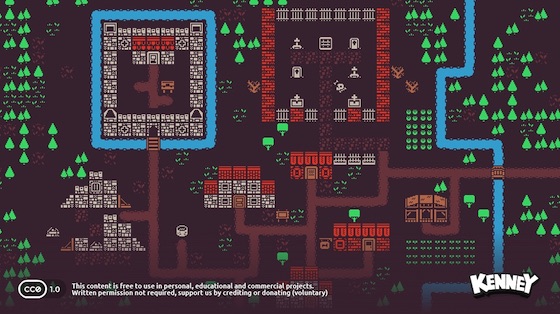 CC0 1.0
This content is free to use in personal, educational and commercial projects.
Written permission not required, support us by crediting or donating (voluntary)
KENNEY